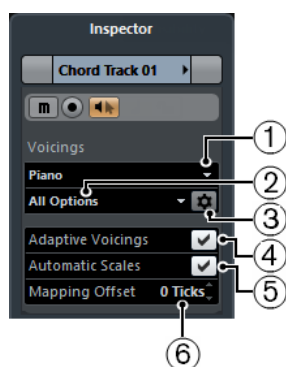 Inspector
Chord Track 01
m
Voicings
1
Piano
2
All Options
3
Adaptive Voicings
4
Automatic Scales
5
Mapping Offset 0 Ticks
6